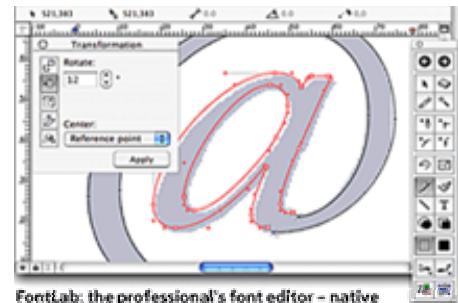 521,383 521,383 0.0 0.0 0.0
Transformation
Rotate:
12 °
Center:
Reference point
Apply
FontLab: the professional's font editor – native